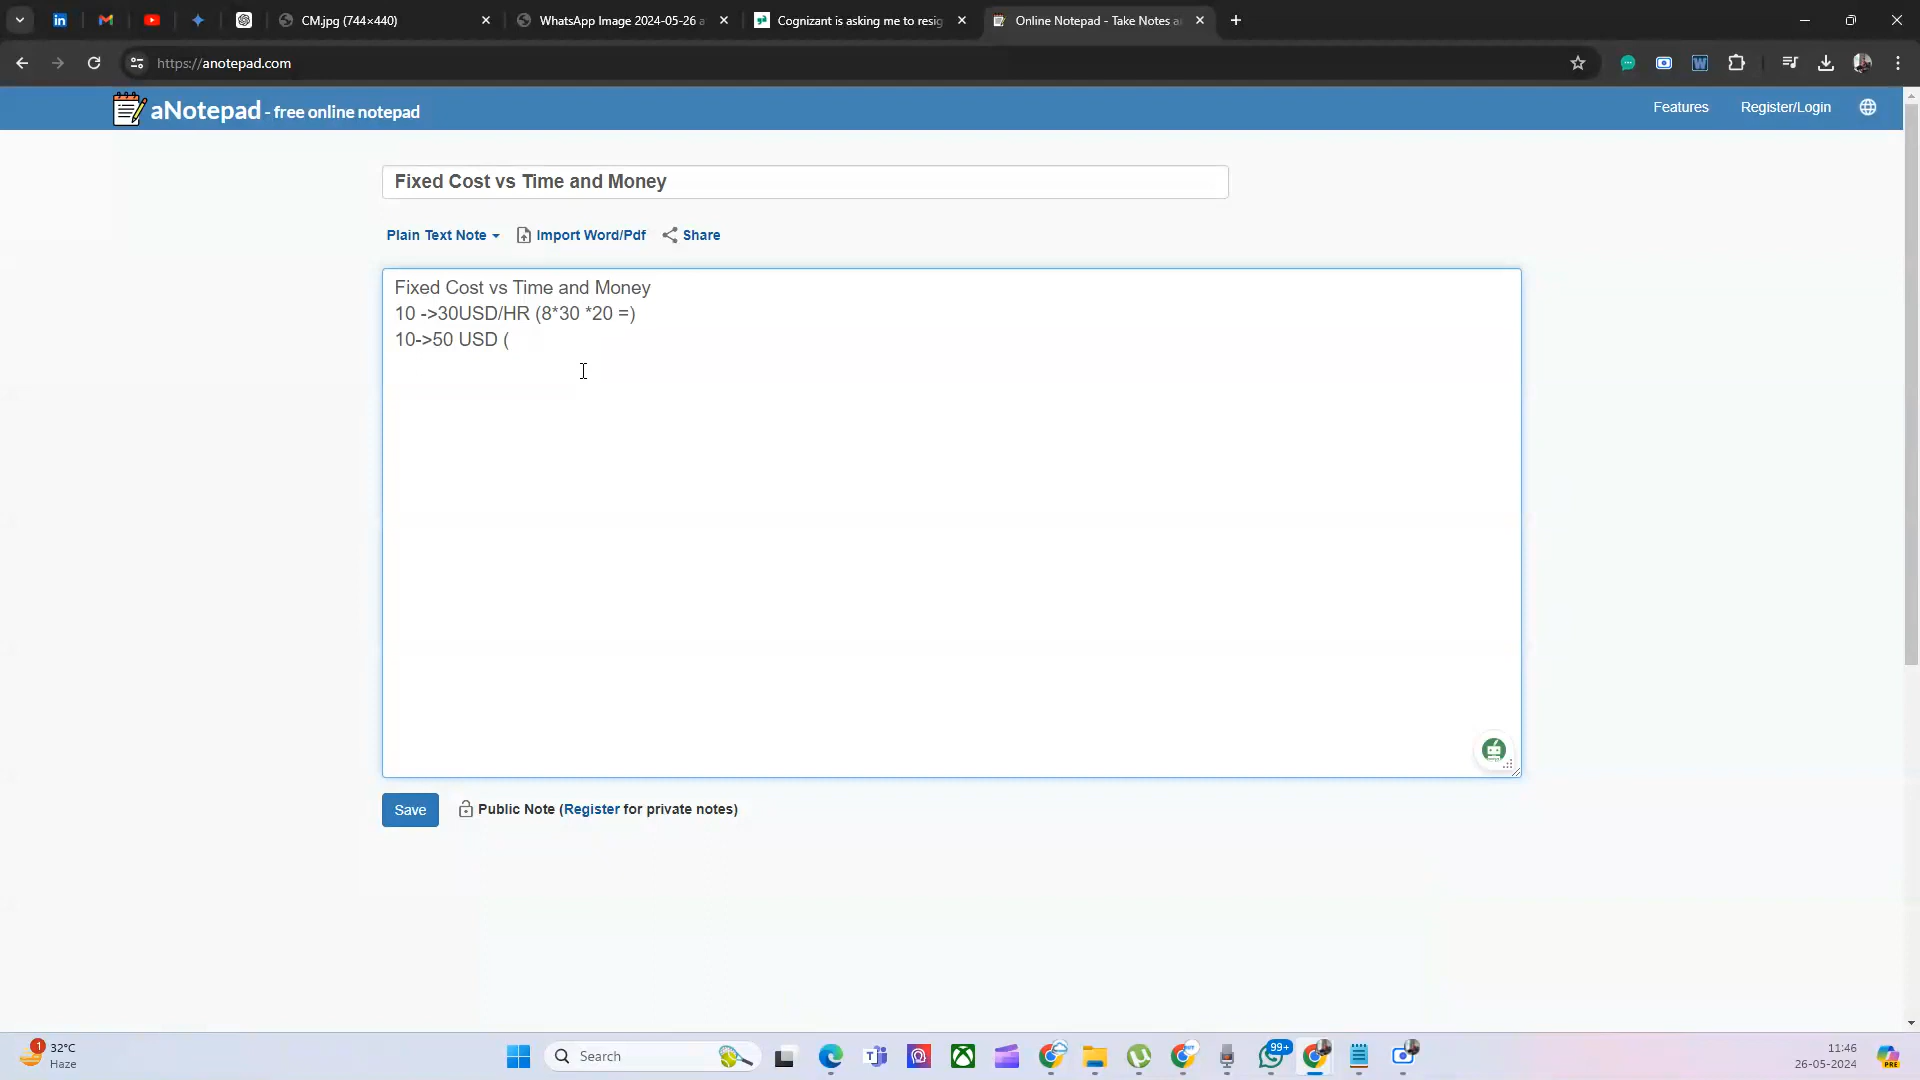 CM.jpg (744×440)
WhatsApp Image 2024-05-26 a
Cognizant is asking me to resig
Online Notepad - Take Notes a
https://anotepad.com
aNotepad - free online notepad
Features
Register/Login
Fixed Cost vs Time and Money
Plain Text Note
Import Word/Pdf
Share
Fixed Cost vs Time and Money
10 ->30USD/HR (8*30 *20 =)
10->50 USD (
Save
Public Note (Register for private notes)
1
32°C
Haze
Search
99+
11:46
26-05-2024
PRE